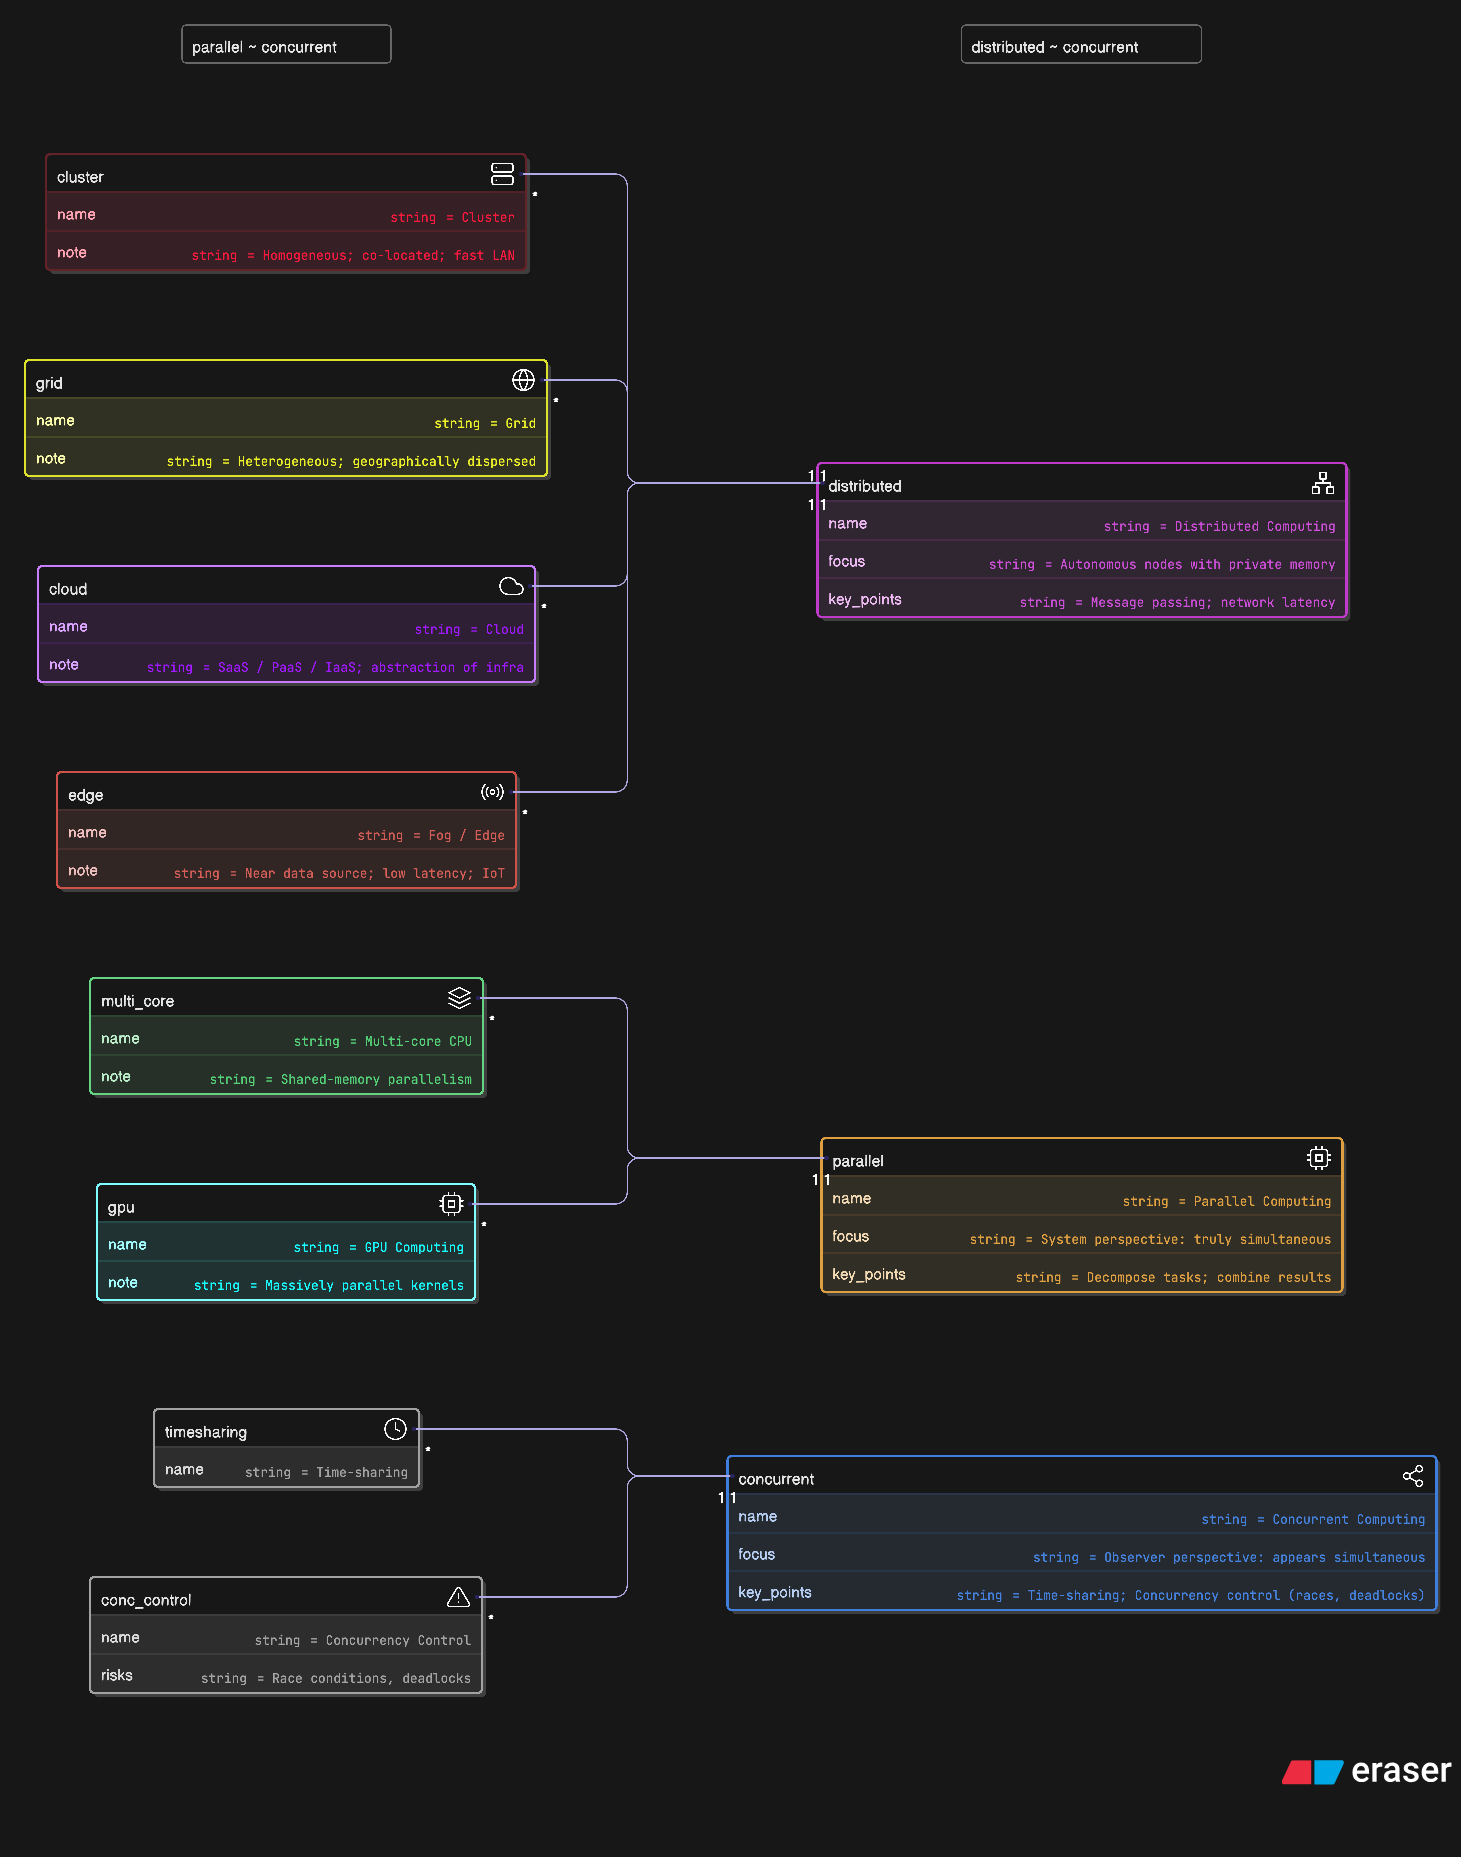 parallel ~ concurrent
distributed ~ concurrent
cluster
*
name string = Cluster
note string = Homogeneous; co-located; fast LAN
grid
*
name string = Grid
note string = Heterogeneous; geographically dispersed
1 1
distributed
1 1
name string = Distributed Computing
focus string = Autonomous nodes with private memory
key_points string = Message passing; network latency
cloud
*
name string = Cloud
note string = SaaS / PaaS / IaaS; abstraction of infra
edge
*
name string = Fog / Edge
note string = Near data source; low latency; IoT
multi_core
*
name string = Multi-core CPU
note string = Shared-memory parallelism
parallel
1 1
name string = Parallel Computing
focus string = System perspective: truly simultaneous
key_points string = Decompose tasks; combine results
gpu
*
name string = GPU Computing
note string = Massively parallel kernels
timesharing
*
name string = Time-sharing
concurrent
1 1
name string = Concurrent Computing
focus string = Observer perspective: appears simultaneous
key_points string = Time-sharing; Concurrency control (races, deadlocks)
conc_control
*
name string = Concurrency Control
risks string = Race conditions, deadlocks
eraser